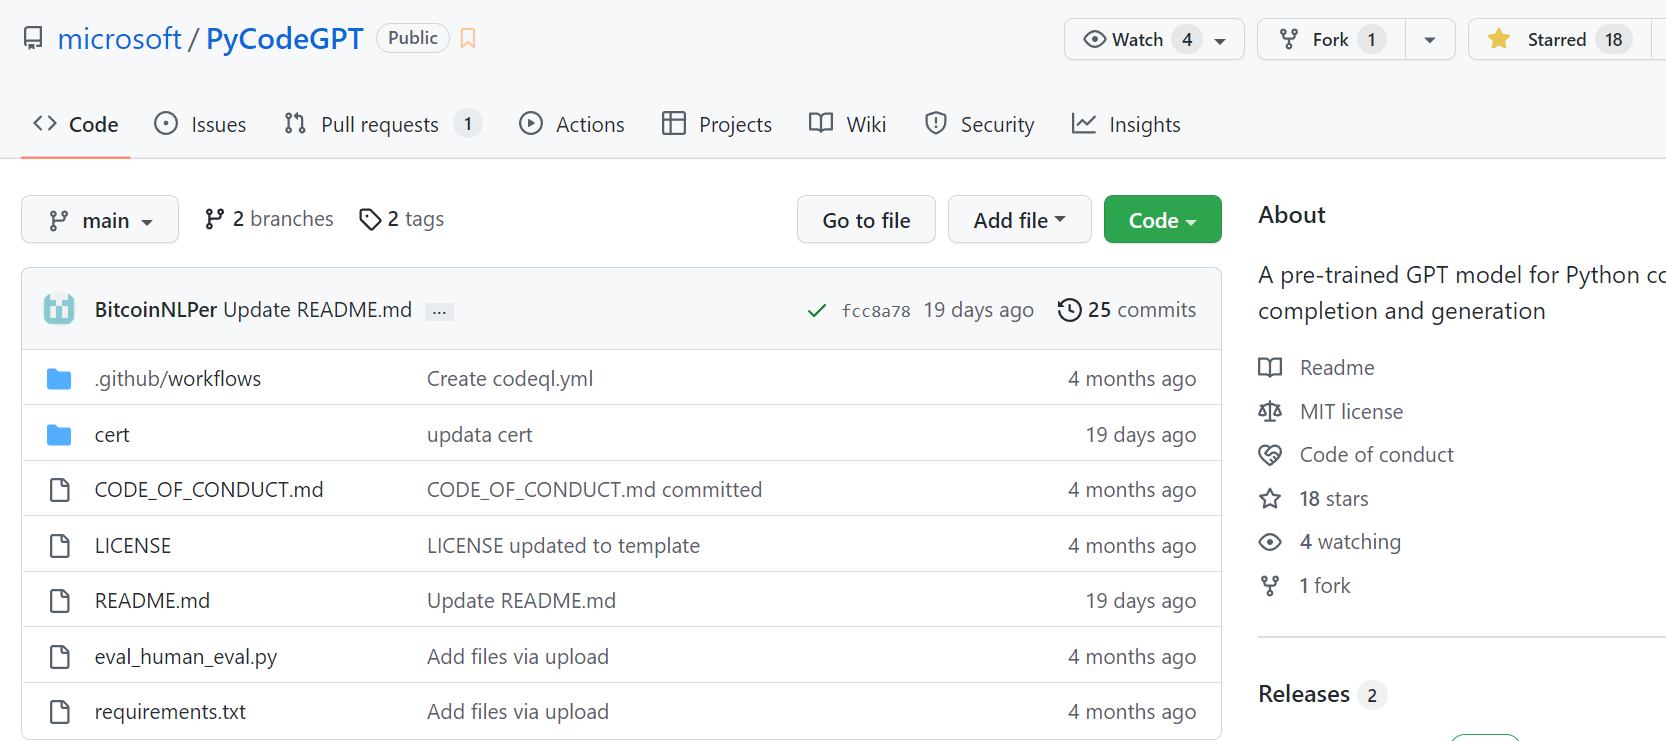 microsoft / PyCodeGPT Public Watch 4 Fork 1 Starred 18
Code Issues Pull requests 1 Actions Projects Wiki Security Insights
main 2 branches 2 tags Go to file Add file Code
BitcoinNLPer Update README.md ... fcc8a78 19 days ago 25 commits
.github/workflows Create codeql.yml 4 months ago
cert updata cert 19 days ago
CODE_OF_CONDUCT.md CODE_OF_CONDUCT.md committed 4 months ago
LICENSE LICENSE updated to template 4 months ago
README.md Update README.md 19 days ago
eval_human_eval.py Add files via upload 4 months ago
requirements.txt Add files via upload 4 months ago
About
A pre-trained GPT model for Python co
completion and generation
Readme
MIT license
Code of conduct
18 stars
4 watching
1 fork
Releases 2